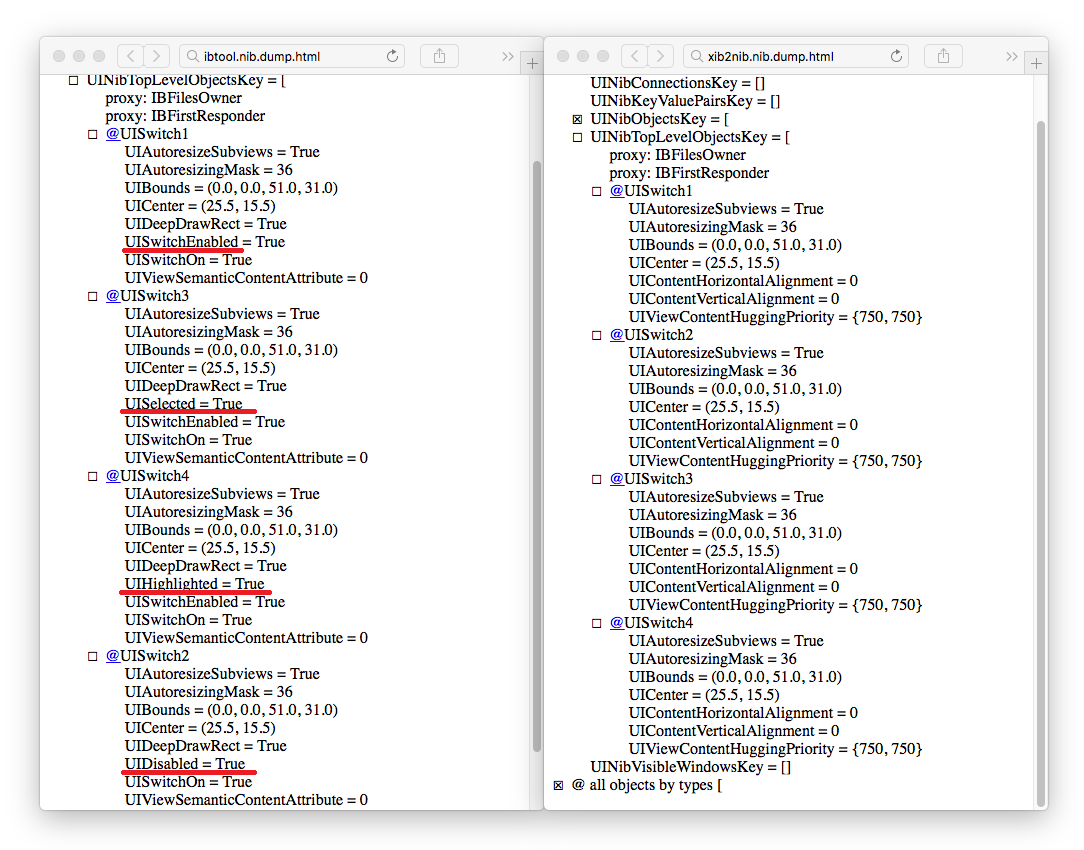 ibtool.nib.dump.html
UINibTopLevelObjectsKey = [
proxy: IBFilesOwner
proxy: IBFirstResponder
@UISwitch1
UIAutoresizeSubviews = True
UIAutoresizingMask = 36
UIBounds = (0.0, 0.0, 51.0, 31.0)
UICenter = (25.5, 15.5)
UIDeepDrawRect = True
UISwitchEnabled = True
UISwitchOn = True
UIViewSemanticContentAttribute = 0
@UISwitch3
UIAutoresizeSubviews = True
UIAutoresizingMask = 36
UIBounds = (0.0, 0.0, 51.0, 31.0)
UICenter = (25.5, 15.5)
UIDeepDrawRect = True
UISelected = True
UISwitchEnabled = True
UISwitchOn = True
UIViewSemanticContentAttribute = 0
@UISwitch4
UIAutoresizeSubviews = True
UIAutoresizingMask = 36
UIBounds = (0.0, 0.0, 51.0, 31.0)
UICenter = (25.5, 15.5)
UIDeepDrawRect = True
UIHighlighted = True
UISwitchEnabled = True
UISwitchOn = True
UIViewSemanticContentAttribute = 0
@UISwitch2
UIAutoresizeSubviews = True
UIAutoresizingMask = 36
UIBounds = (0.0, 0.0, 51.0, 31.0)
UICenter = (25.5, 15.5)
UIDeepDrawRect = True
UIDisabled = True
UISwitchOn = True
UIViewSemanticContentAttribute = 0
xib2nib.nib.dump.html
UINibConnectionsKey = []
UINibKeyValuePairsKey = []
UINibObjectsKey = [
UINibTopLevelObjectsKey = [
proxy: IBFilesOwner
proxy: IBFirstResponder
@UISwitch1
UIAutoresizeSubviews = True
UIAutoresizingMask = 36
UIBounds = (0.0, 0.0, 51.0, 31.0)
UICenter = (25.5, 15.5)
UIContentHorizontalAlignment = 0
UIContentVerticalAlignment = 0
UIViewContentHuggingPriority = {750, 750}
@UISwitch2
UIAutoresizeSubviews = True
UIAutoresizingMask = 36
UIBounds = (0.0, 0.0, 51.0, 31.0)
UICenter = (25.5, 15.5)
UIContentHorizontalAlignment = 0
UIContentVerticalAlignment = 0
UIViewContentHuggingPriority = {750, 750}
@UISwitch3
UIAutoresizeSubviews = True
UIAutoresizingMask = 36
UIBounds = (0.0, 0.0, 51.0, 31.0)
UICenter = (25.5, 15.5)
UIContentHorizontalAlignment = 0
UIContentVerticalAlignment = 0
UIViewContentHuggingPriority = {750, 750}
@UISwitch4
UIAutoresizeSubviews = True
UIAutoresizingMask = 36
UIBounds = (0.0, 0.0, 51.0, 31.0)
UICenter = (25.5, 15.5)
UIContentHorizontalAlignment = 0
UIContentVerticalAlignment = 0
UIViewContentHuggingPriority = {750, 750}
UINibVisibleWindowsKey = []
@ all objects by types [